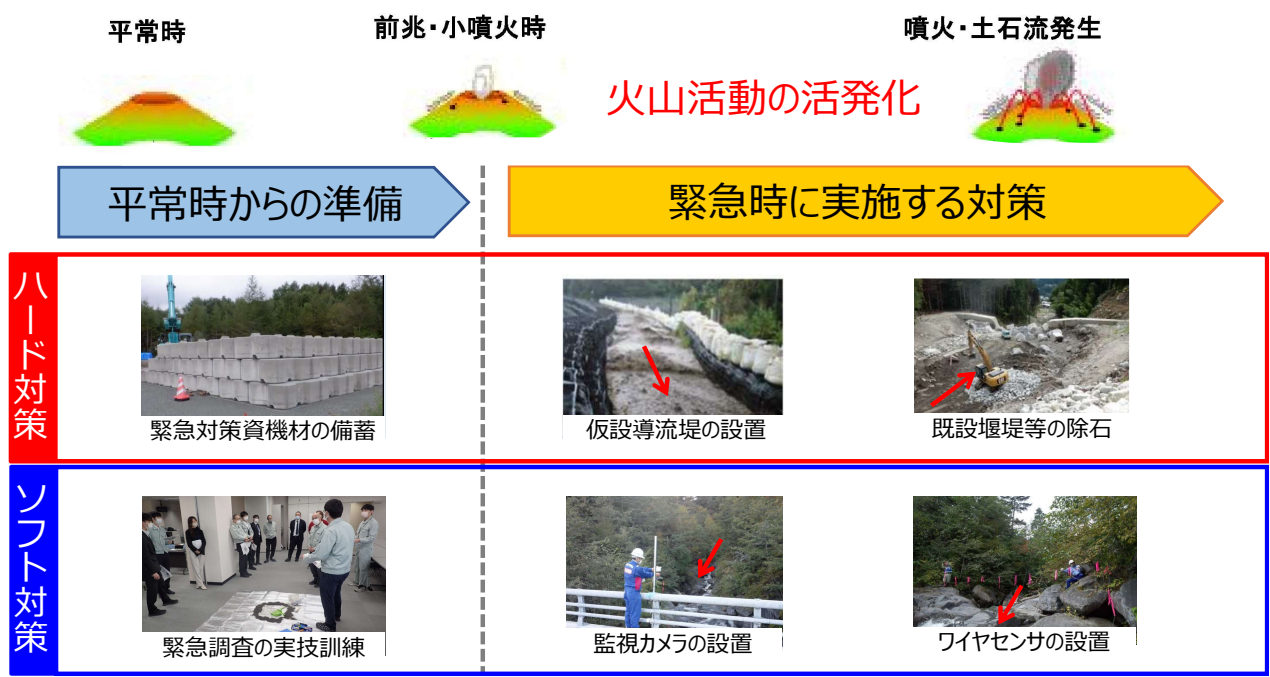 平常時
前兆・小噴火時
噴火・土石流発生
火山活動の活発化
平常時からの準備
緊急時に実施する対策
ハード対策
緊急対策資機材の備蓄
仮設導流堤の設置
既設堰堤等の除石
ソフト対策
緊急調査の実技訓練
監視カメラの設置
ワイヤセンサの設置